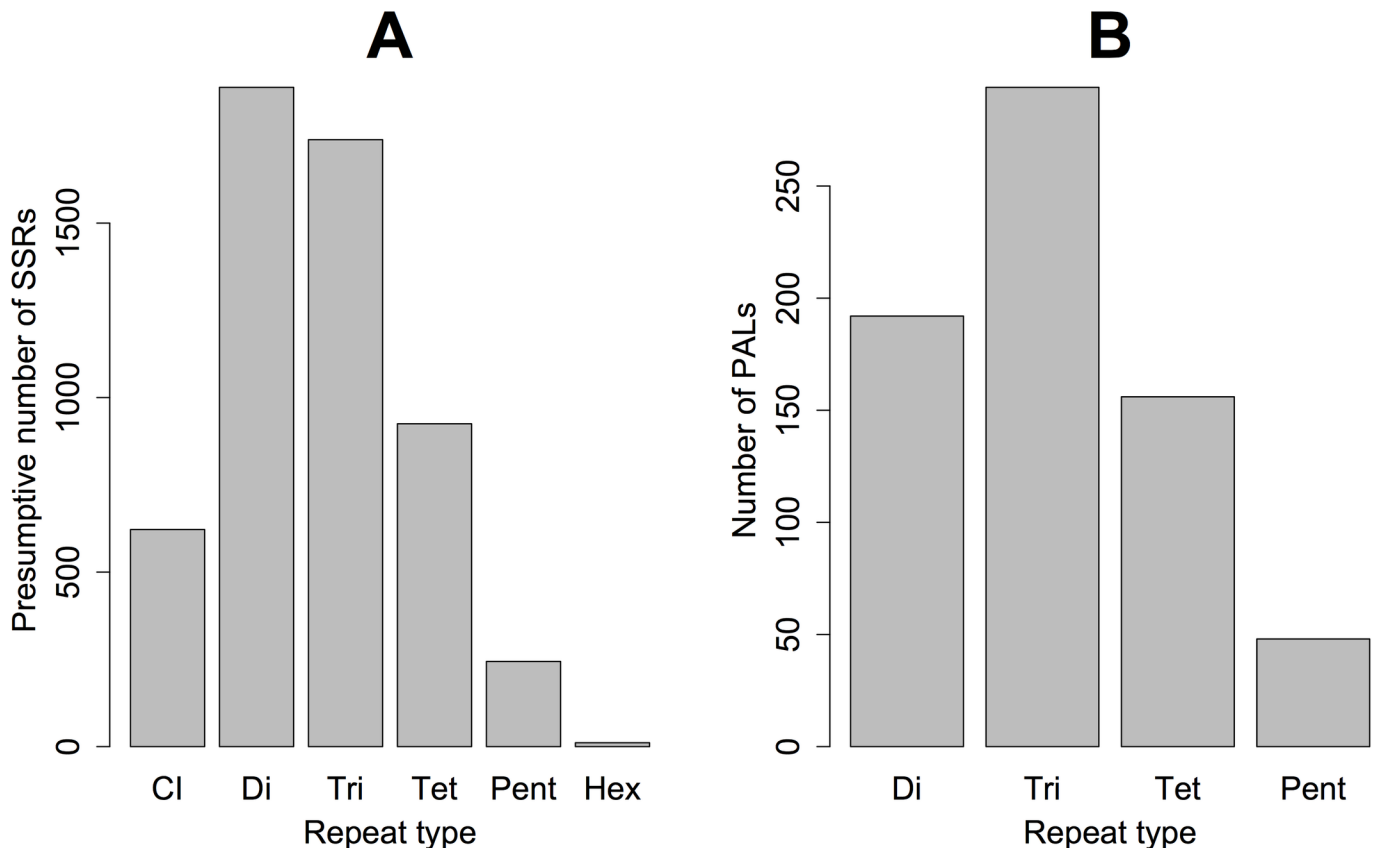 A
Presumptive number of SSRs
1500
1000
500
0
Cl Di Tri Tet Pent Hex
Repeat type
B
Number of PALs
250
200
150
100
50
0
Di Tri Tet Pent
Repeat type